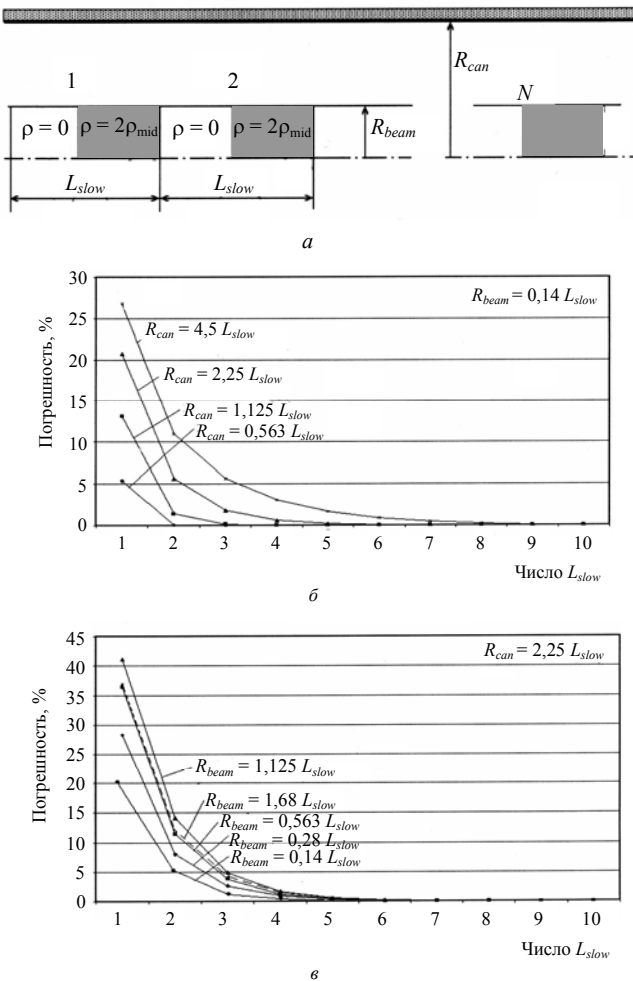 1
2
R_can
N
ρ = 0
ρ = 2ρ_mid
ρ = 0
ρ = 2ρ_mid
R_beam
L_slow
L_slow
а
Погрешность, %
30
25
20
15
10
5
0
R_beam = 0,14 L_slow
R_can = 4,5 L_slow
R_can = 2,25 L_slow
R_can = 1,125 L_slow
R_can = 0,563 L_slow
1 2 3 4 5 6 7 8 9 10
Число L_slow
б
Погрешность, %
45
40
35
30
25
20
15
10
5
0
R_can = 2,25 L_slow
R_beam = 1,125 L_slow
R_beam = 1,68 L_slow
R_beam = 0,563 L_slow
R_beam = 0,28 L_slow
R_beam = 0,14 L_slow
1 2 3 4 5 6 7 8 9 10
Число L_slow
в